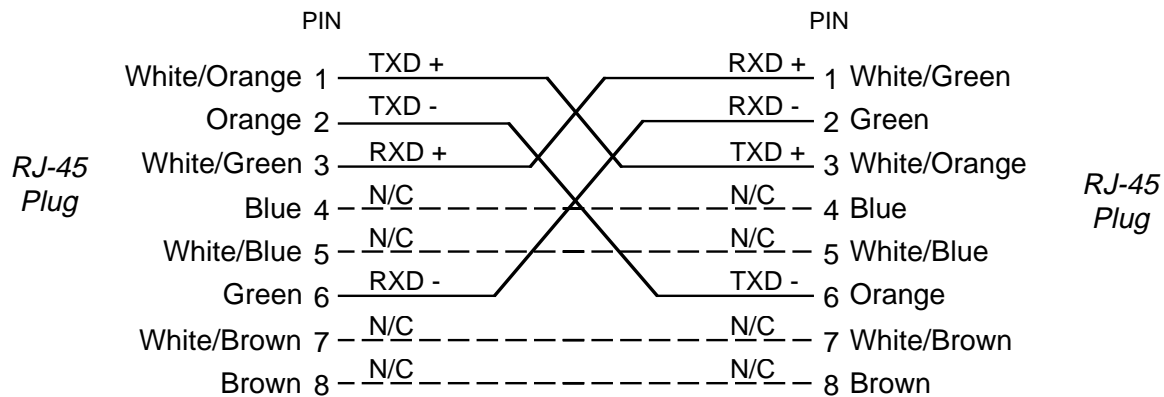 PIN PIN
White/Orange 1 TXD + RXD + 1 White/Green
Orange 2 TXD - RXD - 2 Green
White/Green 3 RXD + TXD + 3 White/Orange
RJ-45
Plug
Blue 4 N/C N/C 4 Blue
RJ-45
Plug
White/Blue 5 N/C N/C 5 White/Blue
Green 6 RXD - TXD - 6 Orange
White/Brown 7 N/C N/C 7 White/Brown
Brown 8 N/C N/C 8 Brown